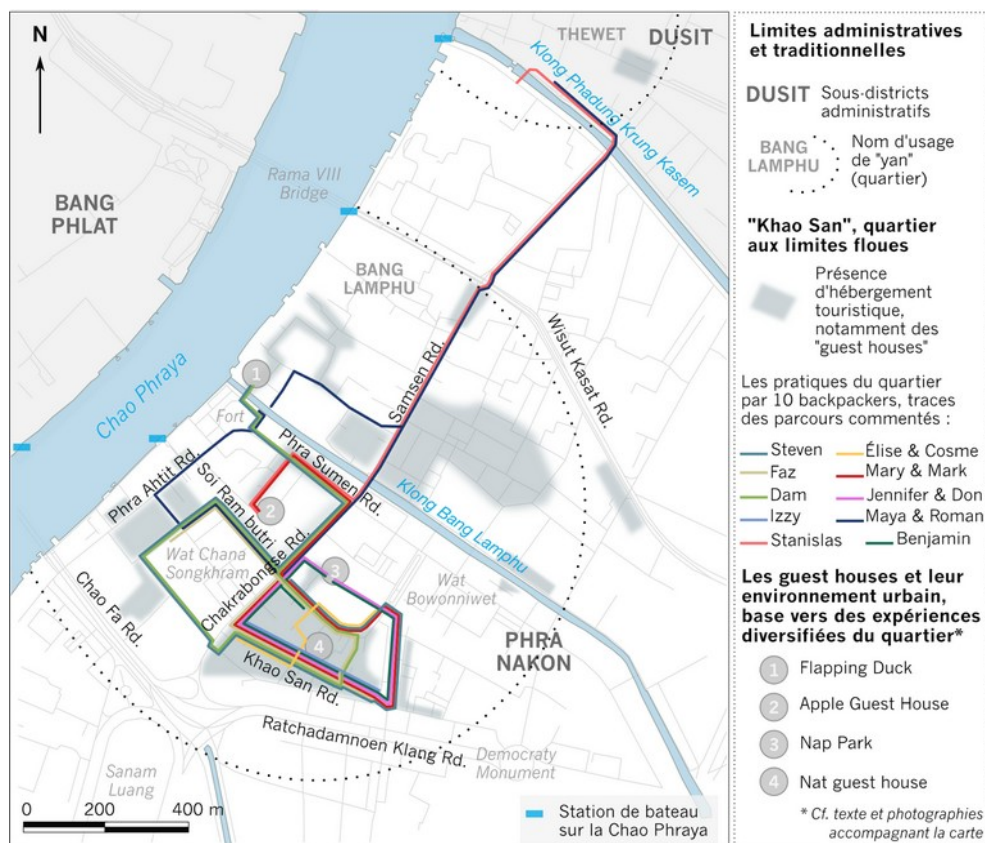 N
THEWET
DUSIT
Klong Phadung Krung Kasem
Rama VIII
Bridge
BANG
PHLAT
BANG
LAMPHU
Wisut Kasat Rd.
Samsen Rd.
Chao Phraya
1
Fort
Phra Sumen Rd.
Phra Ahtit Rd.
Soi Ram butri
2
Klong Bang Lamphu
Wat Chana
Songkhram
Chakrabongse Rd.
3
Wat
Bowonniwet
Chao Fa Rd.
4
PHRA
NAKON
Khao San Rd.
Ratchadamnoen Klang Rd.
Democraty
Monument
Sanam
Luang
0 200 400 m
Station de bateau
sur la Chao Phraya
Limites administratives
et traditionnelles
DUSIT Sous-districts
administratifs
BANG
LAMPHU
Nom d'usage
de "yan"
(quartier)
"Khao San", quartier
aux limites floues
Présence
d'hébergement
touristique,
notamment des
"guest houses"
Les pratiques du quartier
par 10 backpackers, traces
des parcours commentés :
Steven
Faz
Dam
Izzy
Stanislas
Élise & Cosme
Mary & Mark
Jennifer & Don
Maya & Roman
Benjamin
Les guest houses et leur
environnement urbain,
base vers des expériences
diversifiées du quartier*
1 Flapping Duck
2 Apple Guest House
3 Nap Park
4 Nat guest house
* Cf. texte et photographies
accompagnant la carte